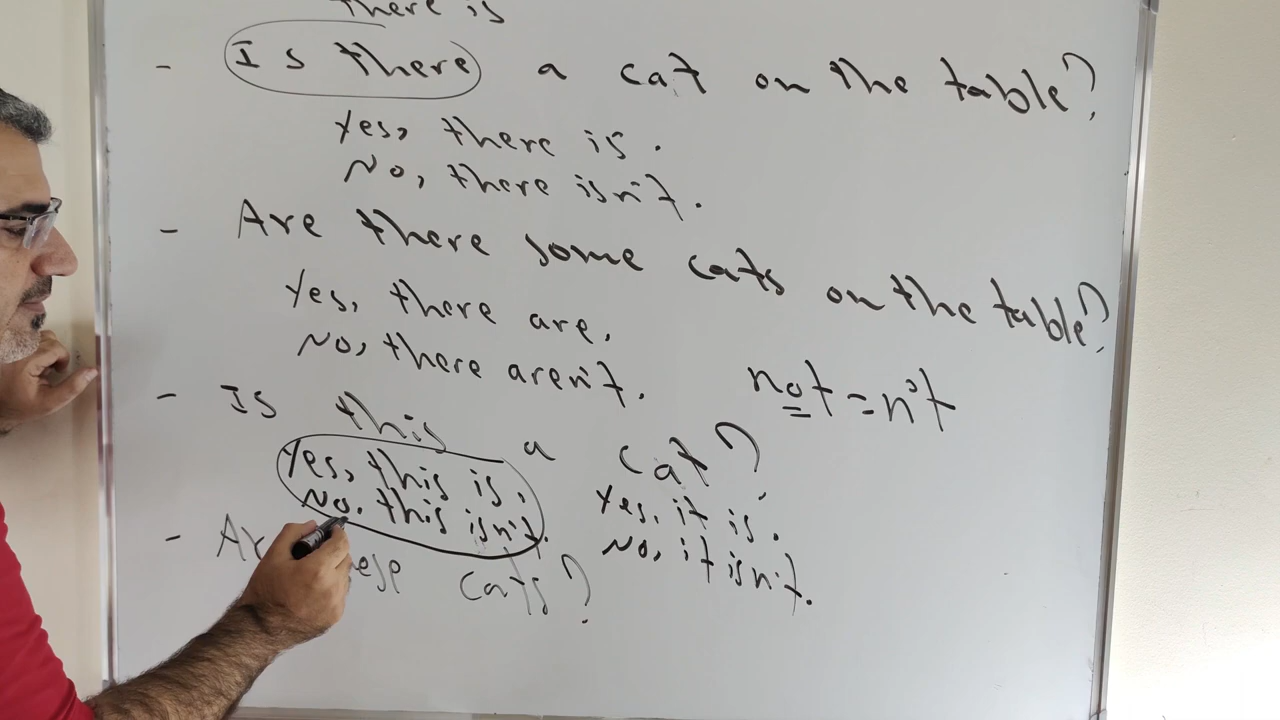 there is
- Is there a cat on the table?
Yes, there is.
No, there isn't.
- Are there some cats on the table?
Yes, there are.
No, there aren't.
not = n't
- Is this a cat?
Yes, this is.
No, this isn't.
Yes, it is.
No, it isn't.
- cats?